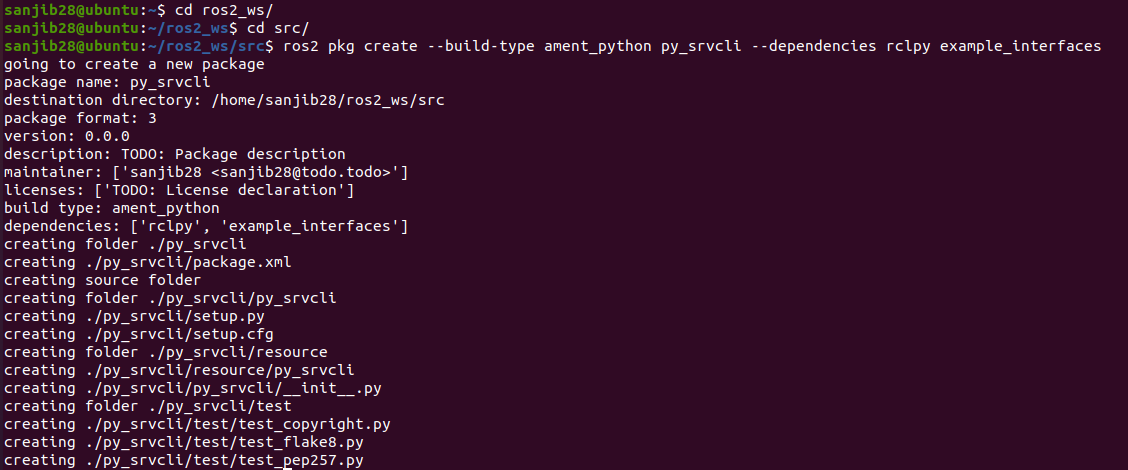 sanjib28@ubuntu:~$ cd ros2_ws/
sanjib28@ubuntu:~/ros2_ws$ cd src/
sanjib28@ubuntu:~/ros2_ws/src$ ros2 pkg create --build-type ament_python py_srvcli --dependencies rclpy example_interfaces
going to create a new package
package name: py_srvcli
destination directory: /home/sanjib28/ros2_ws/src
package format: 3
version: 0.0.0
description: TODO: Package description
maintainer: ['sanjib28 <sanjib28@todo.todo>']
licenses: ['TODO: License declaration']
build type: ament_python
dependencies: ['rclpy', 'example_interfaces']
creating folder ./py_srvcli
creating ./py_srvcli/package.xml
creating source folder
creating folder ./py_srvcli/py_srvcli
creating ./py_srvcli/setup.py
creating ./py_srvcli/setup.cfg
creating folder ./py_srvcli/resource
creating ./py_srvcli/resource/py_srvcli
creating ./py_srvcli/py_srvcli/__init__.py
creating folder ./py_srvcli/test
creating ./py_srvcli/test/test_copyright.py
creating ./py_srvcli/test/test_flake8.py
creating ./py_srvcli/test/test_pep257.py